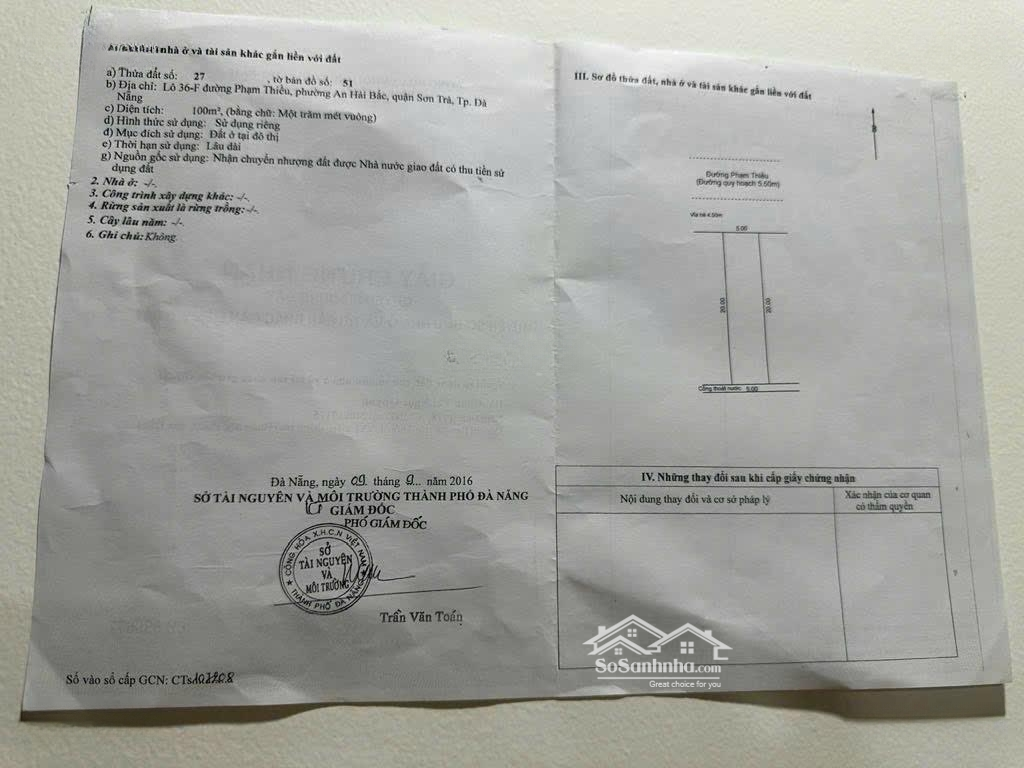 nhà ở và tài sản khác gắn liền với đất
a) Thửa đất số: 27 , tờ bản đồ số: 51
b) Địa chỉ: Lô 36-F đường Phạm Thiều, phường An Hải Bắc, quận Sơn Trà, Tp. Đà
Nẵng
c) Diện tích: 100m², (bằng chữ: Một trăm mét vuông)
d) Hình thức sử dụng: Sử dụng riêng
đ) Mục đích sử dụng: Đất ở tại đô thị
e) Thời hạn sử dụng: Lâu dài
g) Nguồn gốc sử dụng: Nhận chuyển nhượng đất được Nhà nước giao đất có thu tiền sử
dụng đất
2. Nhà ở: -/-.
3. Công trình xây dựng khác: -/-.
4. Rừng sản xuất là rừng trồng: -/-.
5. Cây lâu năm: -/-.
6. Ghi chú: Không.
Đà Nẵng, ngày 09 tháng 9 năm 2016
SỞ TÀI NGUYÊN VÀ MÔI TRƯỜNG THÀNH PHỐ ĐÀ NẴNG
GIÁM ĐỐC
PHÓ GIÁM ĐỐC
CỘNG HÒA X.H.C.N VIỆT NAM
SỞ
TÀI NGUYÊN
VÀ
MÔI TRƯỜNG
THÀNH PHỐ ĐÀ NẴNG
Trần Văn Toán
Số vào sổ cấp GCN: CTs
III. Sơ đồ thửa đất, nhà ở và tài sản khác gắn liền với đất
Đường Phạm Thiều
(Đường quy hoạch 5.50m)
Vỉa hè 4.50m
5.00
20.00
20.00
Cống thoát nước 5.00
IV. Những thay đổi sau khi cấp giấy chứng nhận
Nội dung thay đổi và cơ sở pháp lý
Xác nhận của cơ quan
có thẩm quyền
SoSanhnha.com
Great choice for you